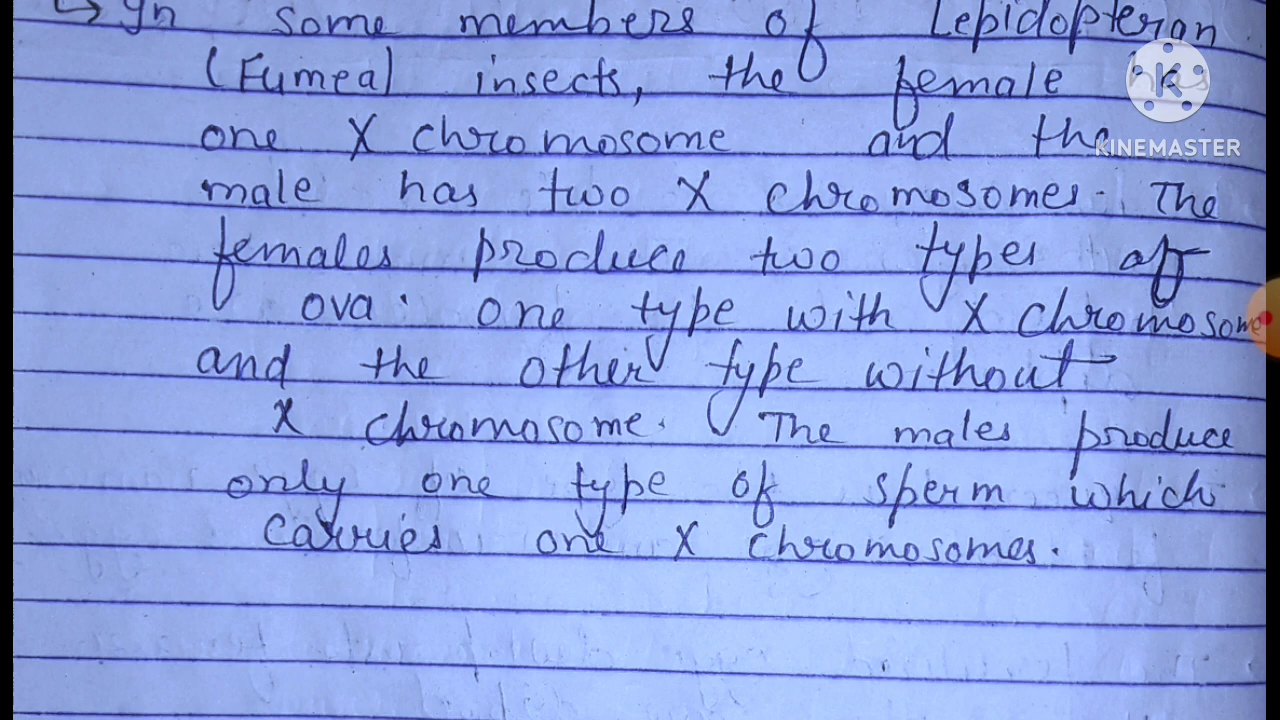 ↳ In some members of Lepidopteran
(Fumea) insects, the female has
one X chromosome and the
male has two X chromosomes. The
females produce two types of
ova: one type with X chromosome
and the other type without
X chromosome. The males produce
only one type of sperm which
carries one X chromosomes.
K
KINEMASTER